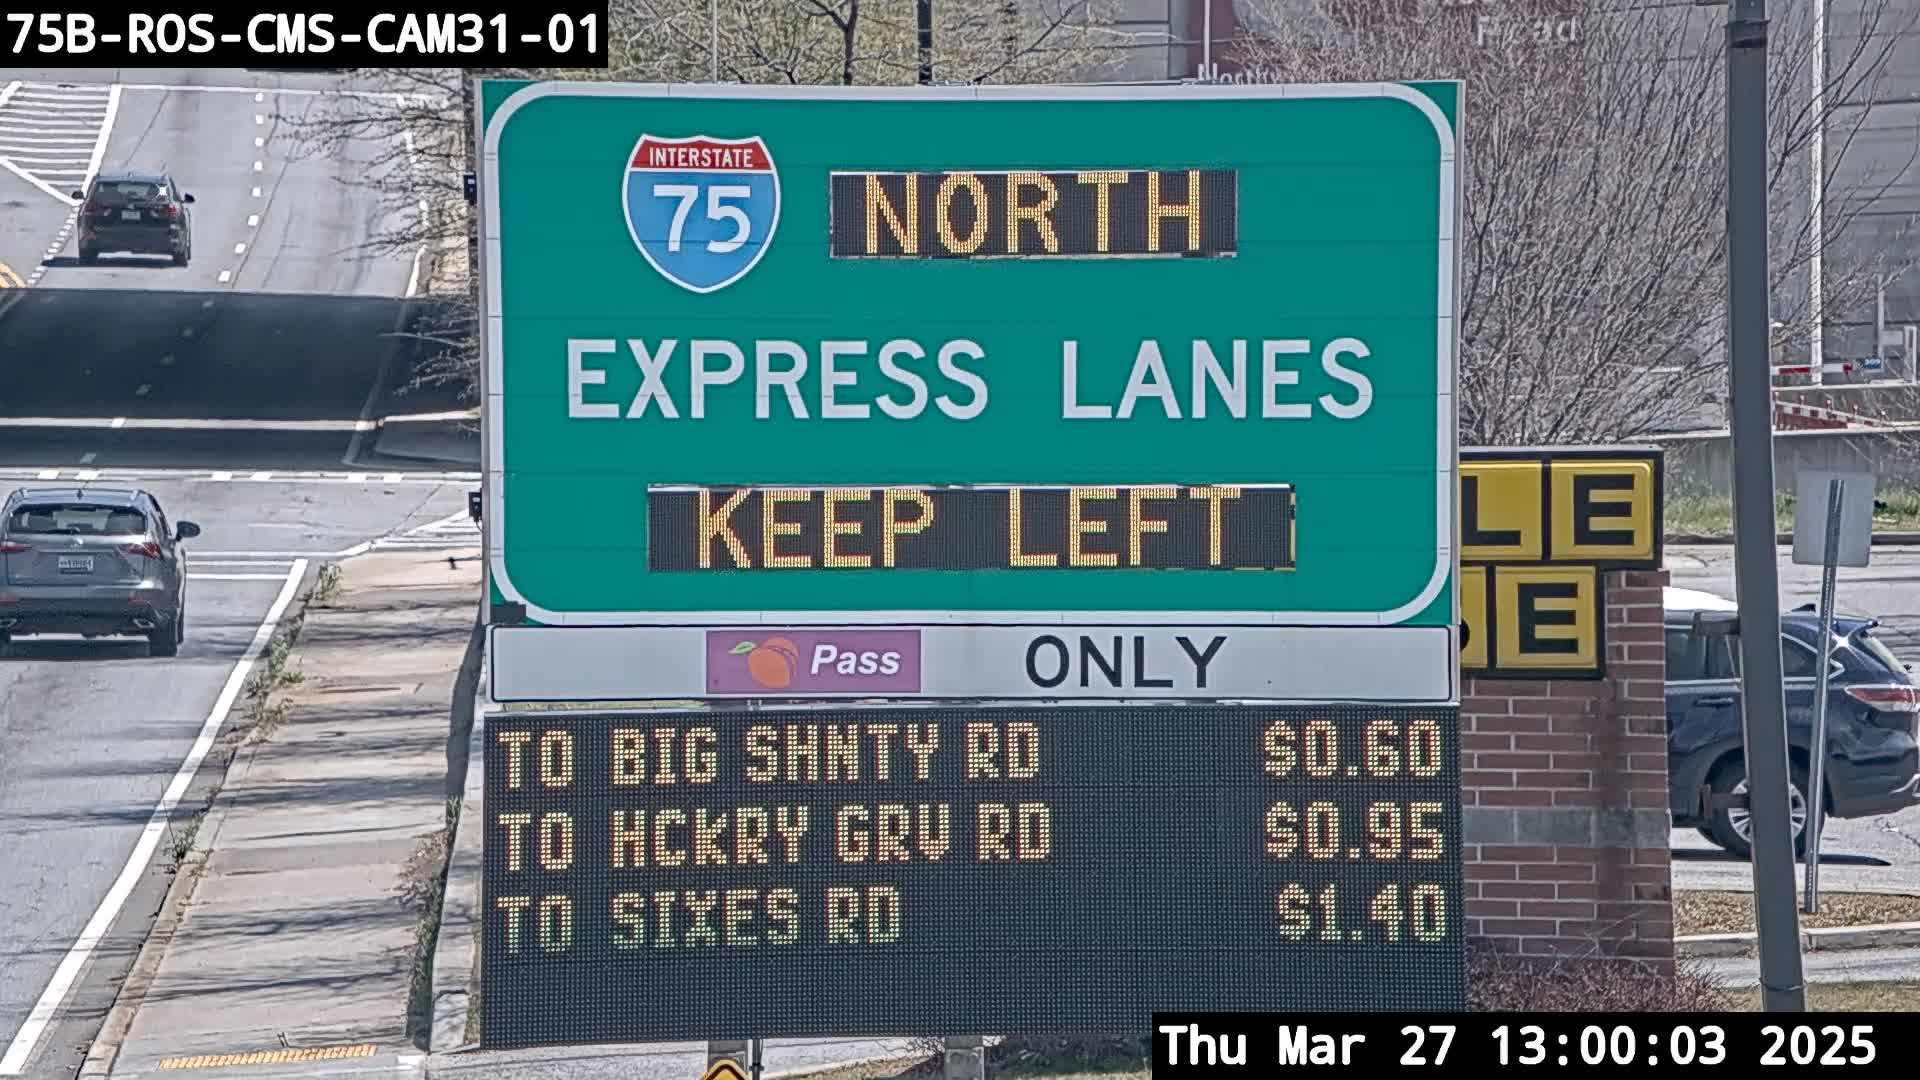 75B-ROS-CMS-CAM31-01
Road
INTERSTATE
75
NORTH
EXPRESS LANES
KEEP LEFT
LE
E
Pass ONLY
TO BIG SHNTY RD $0.60
TO HCKRY GRV RD $0.95
TO SIXES RD $1.40
Thu Mar 27 13:00:03 2025